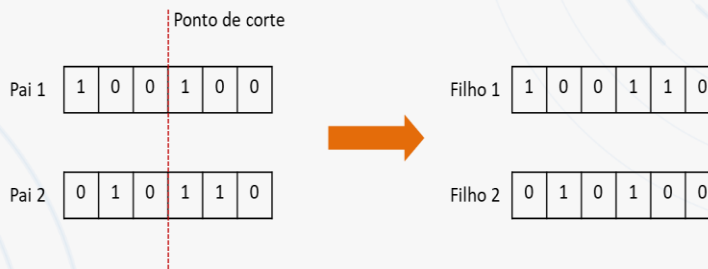 Ponto de corte
Pai 1 1 0 0 1 0 0
Filho 1 1 0 0 1 1 0
Pai 2 0 1 0 1 1 0
Filho 2 0 1 0 1 0 0